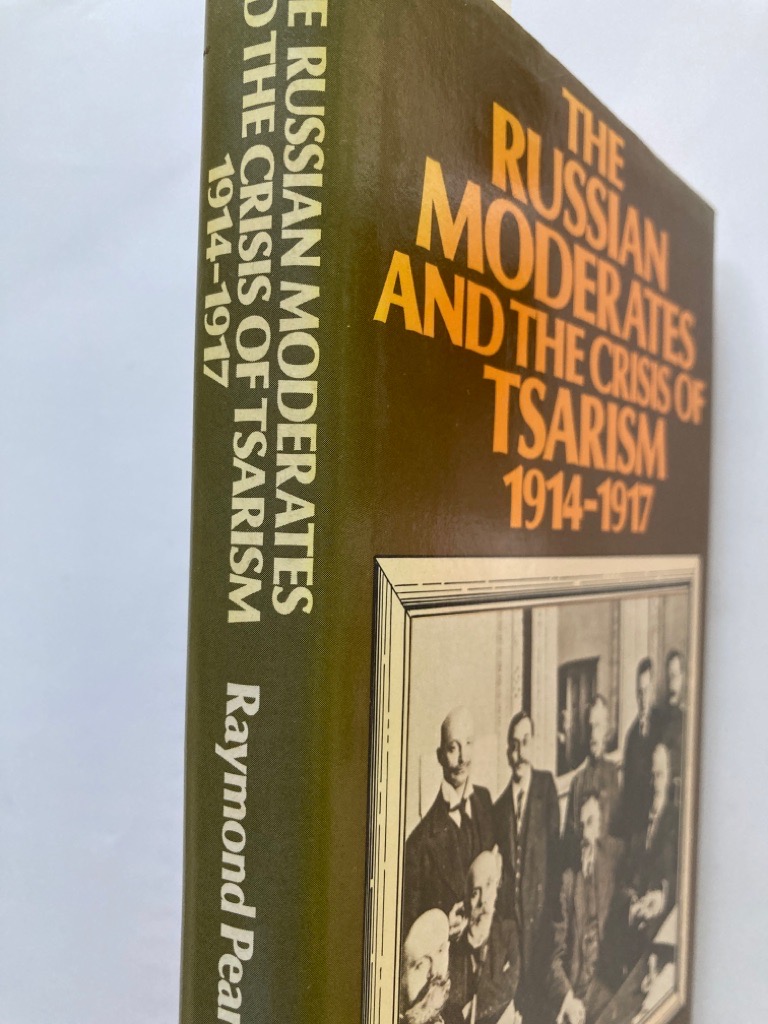 E RUSSIAN MODERATES
D THE CRISIS OF TSARISM
1914-1917
Raymond Pear
THE
RUSSIAN
MODERATES
AND THE CRISIS OF
TSARISM
1914-1917